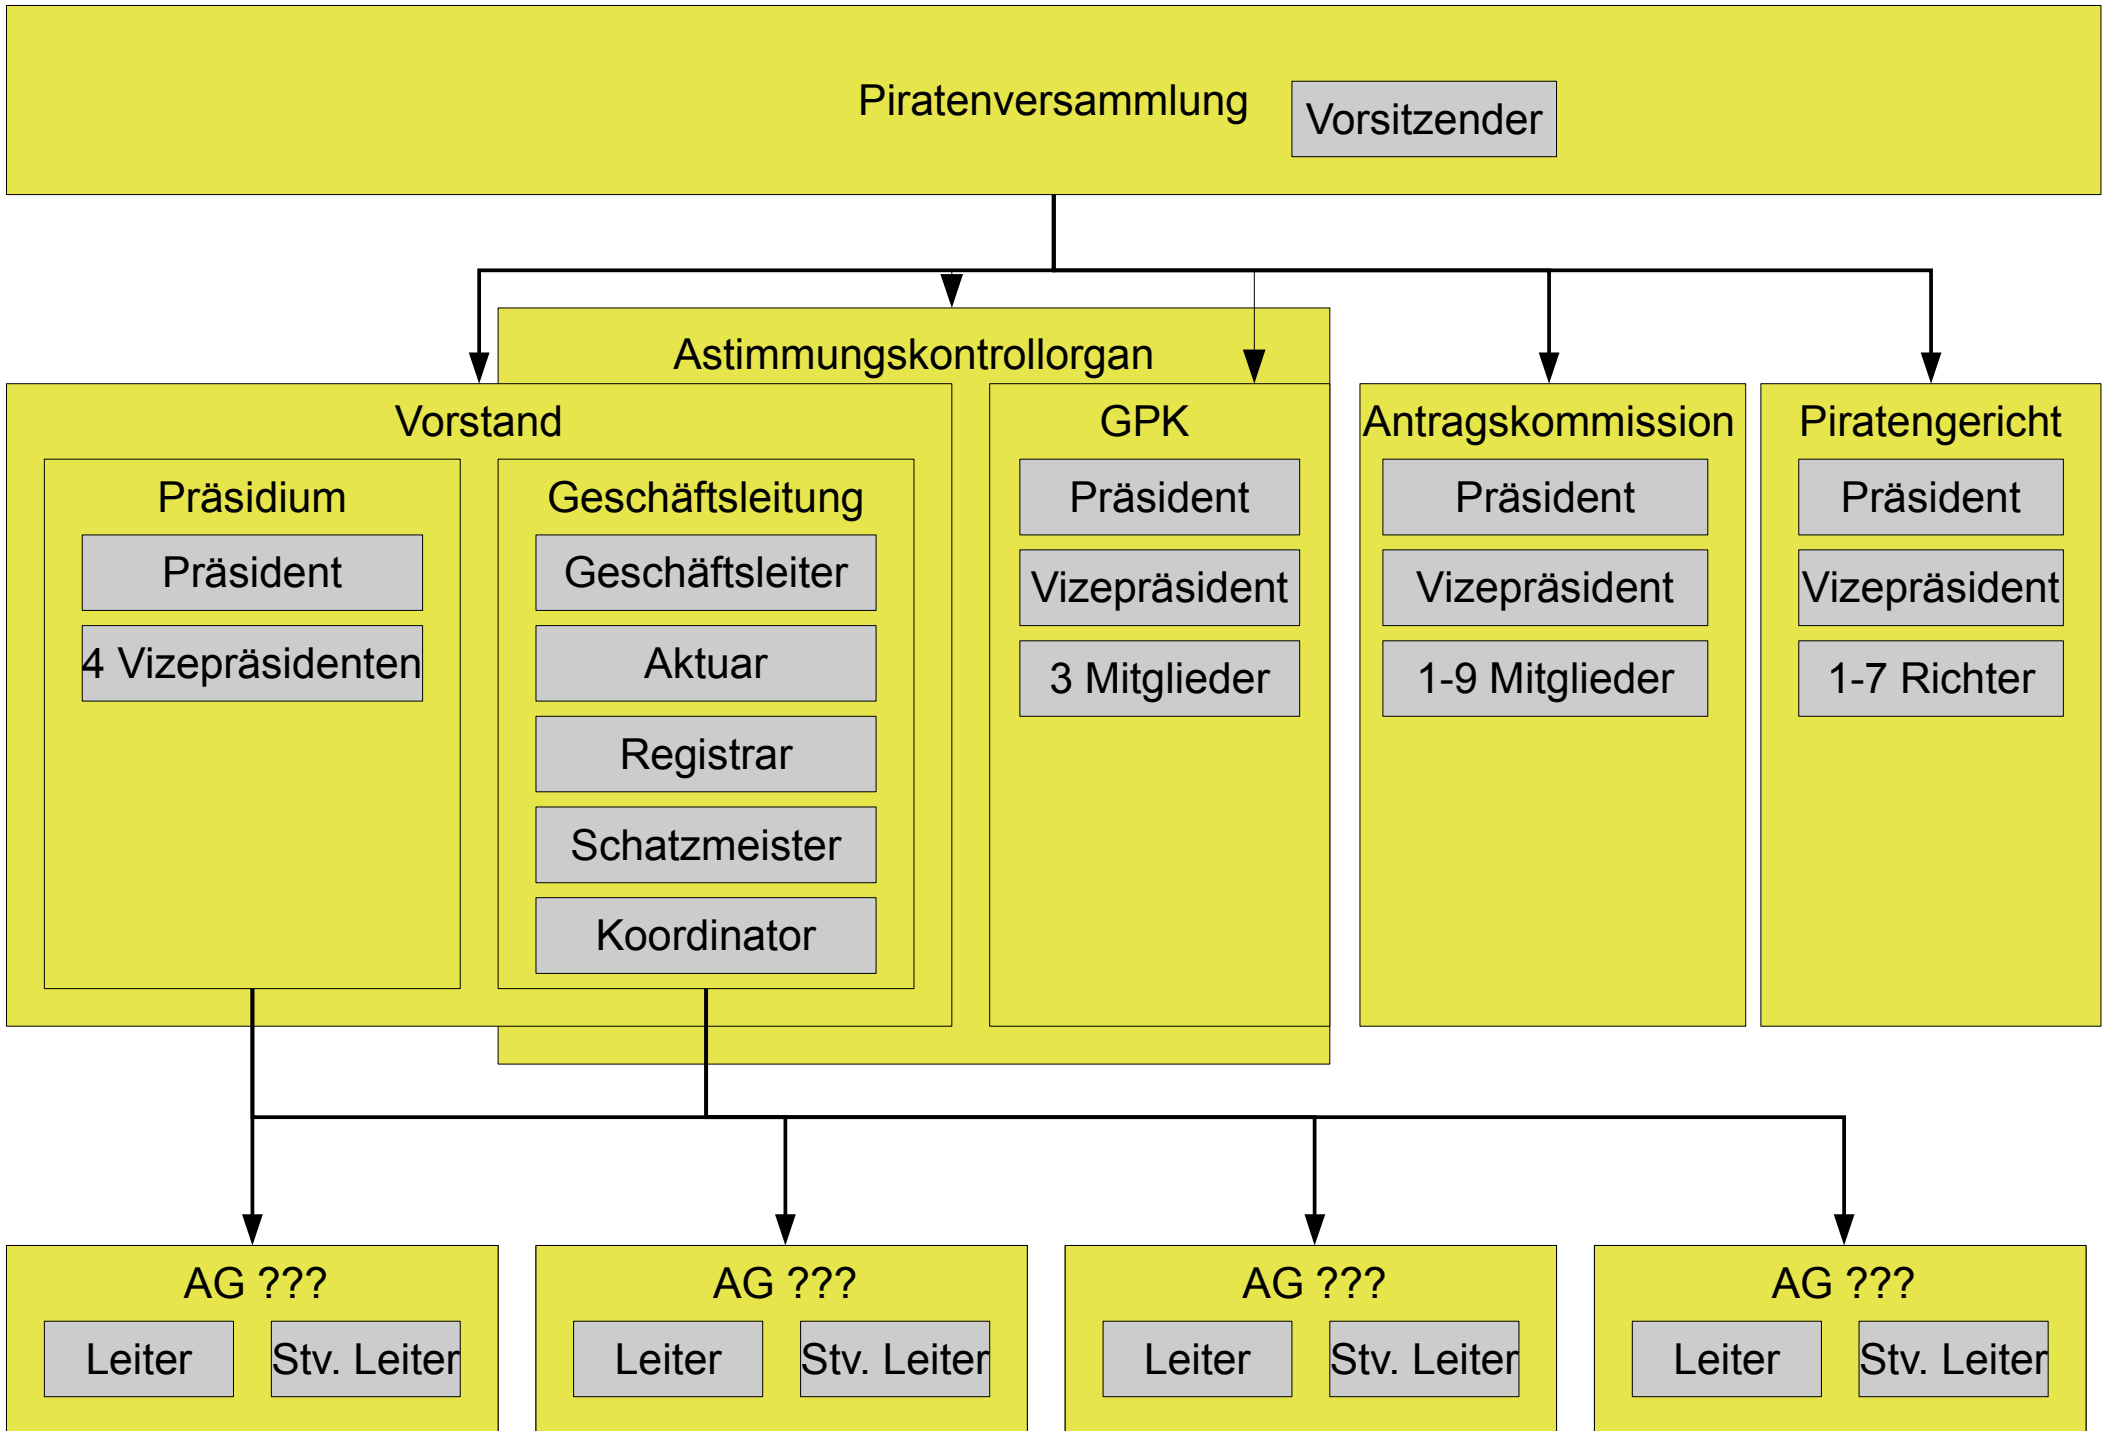 Piratenversammlung
Vorsitzender
Astimmungskontrollorgan
Vorstand
Präsidium
Präsident
4 Vizepräsidenten
Geschäftsleitung
Geschäftsleiter
Aktuar
Registrar
Schatzmeister
Koordinator
GPK
Präsident
Vizepräsident
3 Mitglieder
Antragskommission
Präsident
Vizepräsident
1-9 Mitglieder
Piratengericht
Präsident
Vizepräsident
1-7 Richter
AG ???
Leiter
Stv. Leiter
AG ???
Leiter
Stv. Leiter
AG ???
Leiter
Stv. Leiter
AG ???
Leiter
Stv. Leiter